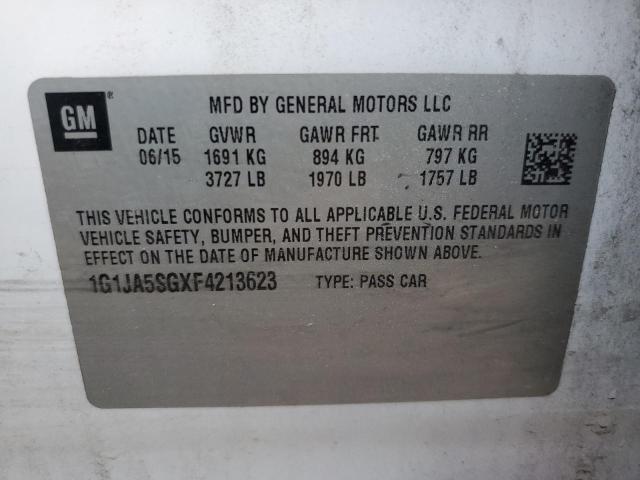 GM®
MFD BY GENERAL MOTORS LLC
DATE GVWR GAWR FRT GAWR RR
06/15 1691 KG 894 KG 797 KG
3727 LB 1970 LB 1757 LB
THIS VEHICLE CONFORMS TO ALL APPLICABLE U.S. FEDERAL MOTOR
VEHICLE SAFETY, BUMPER, AND THEFT PREVENTION STANDARDS IN
EFFECT ON THE DATE OF MANUFACTURE SHOWN ABOVE.
1G1JA5SGXF4213623 TYPE: PASS CAR